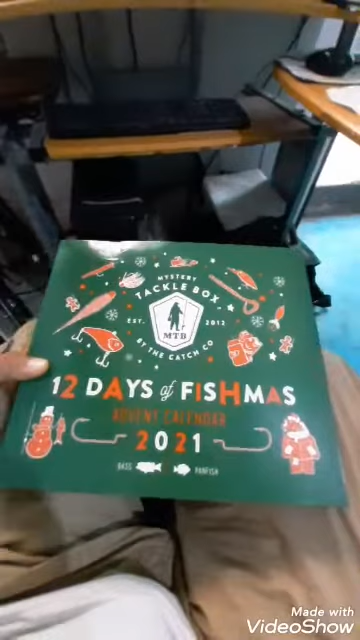 MYSTERY
TACKLE BOX
EST. 2012
MTB
BY THE CATCH CO
12 DAYS of FISHMAS
ADVENT CALENDAR
2021
BASS PANFISH
Made with
VideoShow